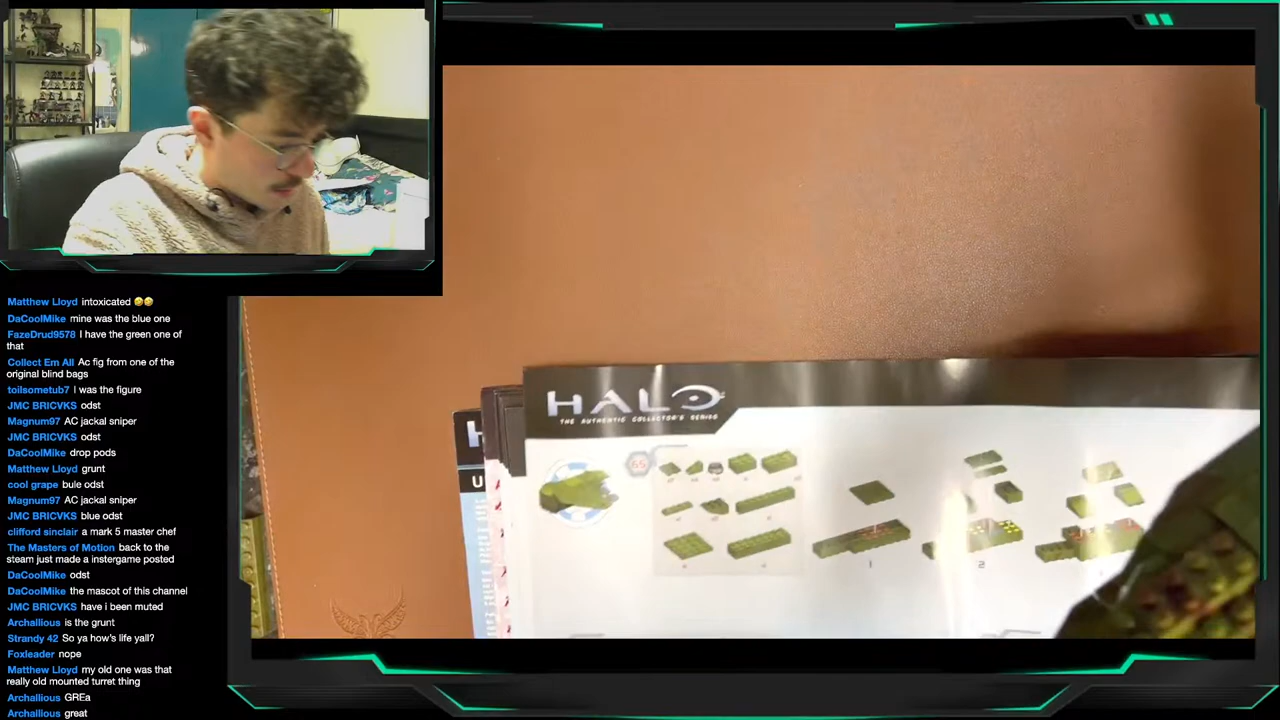 Matthew Lloyd intoxicated 🤣🤣
DaCoolMike mine was the blue one
FazeDrud9578 I have the green one of
that
Collect Em All Ac fig from one of the
original blind bags
toilsometub7 I was the figure
JMC BRICVKS odst
Magnum97 AC jackal sniper
JMC BRICVKS odst
DaCoolMike drop pods
Matthew Lloyd grunt
cool grape bule odst
Magnum97 AC jackal sniper
JMC BRICVKS blue odst
clifford sinclair a mark 5 master chef
The Masters of Motion back to the
steam just made a instergame posted
DaCoolMike odst
DaCoolMike the mascot of this channel
JMC BRICVKS have i been muted
Archallious is the grunt
Strandy 42 So ya how's life yall?
Foxleader nope
Matthew Lloyd my old one was that
really old mounted turret thing
Archallious GREa
Archallious great
HALO
THE AUTHENTIC COLLECTOR'S SERIES
65
1
2
H
U